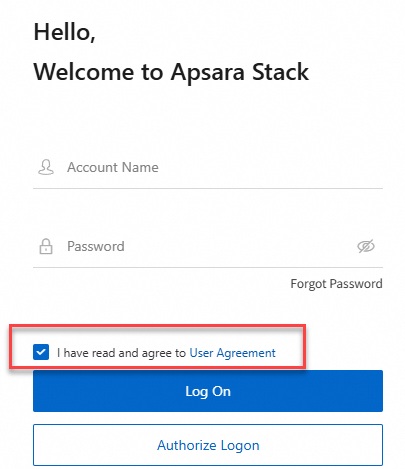 Hello,
Welcome to Apsara Stack
Account Name
Password
Forgot Password
I have read and agree to User Agreement
Log On
Authorize Logon